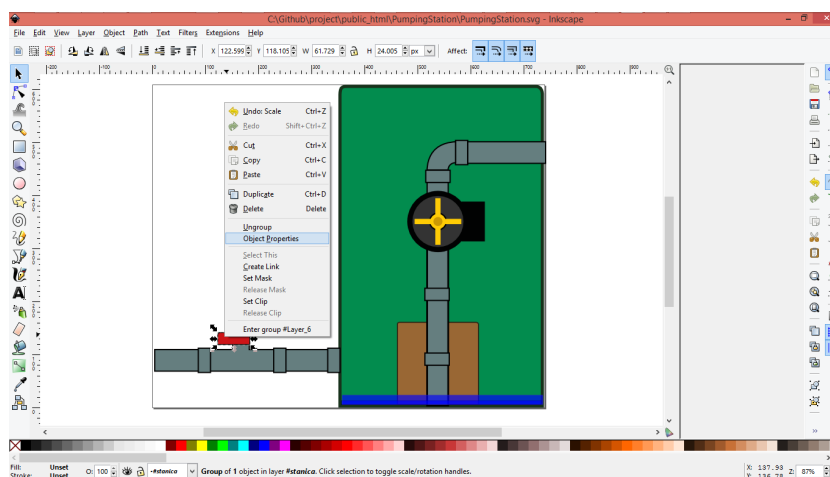 C:\Github\project\public_html\PumpingStation\PumpingStation.svg - Inkscape
File Edit View Layer Object Path Text Filters Extensions Help
X 122.599 Y 118.105 W 61.729 H 24.005 px Affect:
Undo: Scale Ctrl+Z
Redo Shift+Ctrl+Z
Cut Ctrl+X
Copy Ctrl+C
Paste Ctrl+V
Duplicate Ctrl+D
Delete Delete
Ungroup
Object Properties
Select This
Create Link
Set Mask
Release Mask
Set Clip
Release Clip
Enter group #Layer_6
Fill: Unset
Stroke: Unset
O: 100 -#stanica Group of 1 object in layer #stanica. Click selection to toggle scale/rotation handles.
X: 137.93
Y: 136.78
Z: 87%